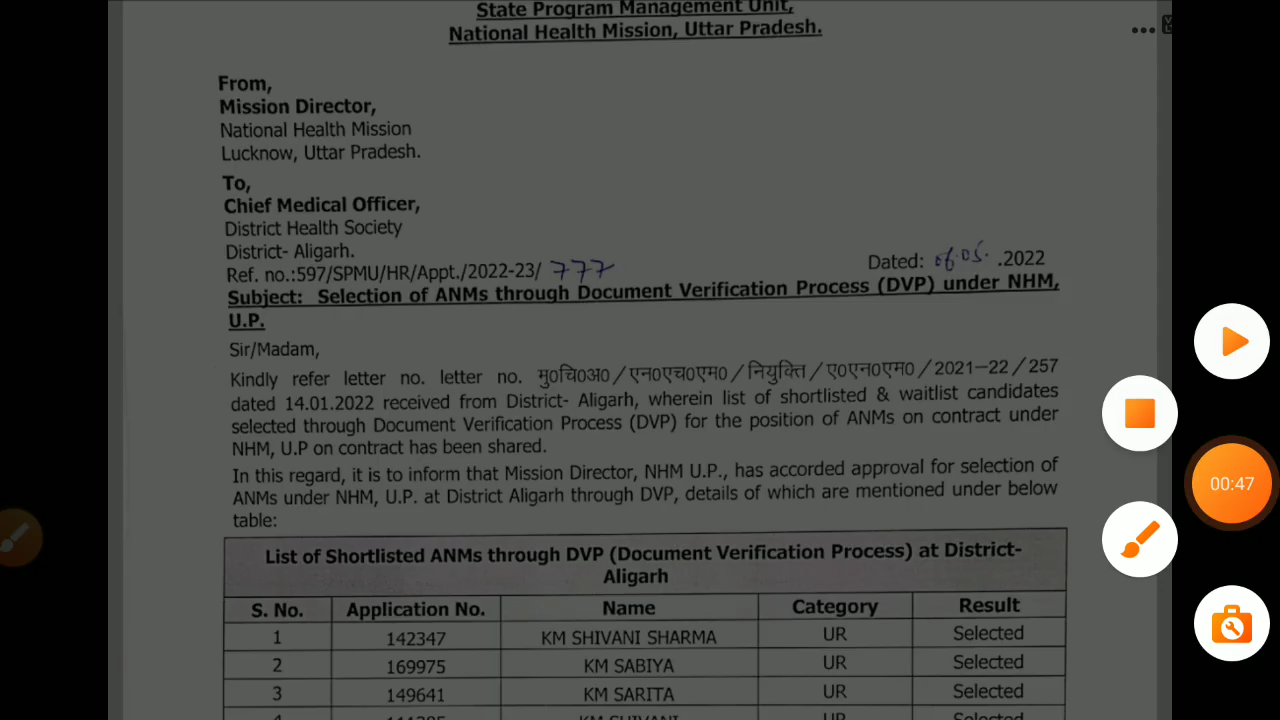 State Program Management Unit,
National Health Mission, Uttar Pradesh.
From,
Mission Director,
National Health Mission
Lucknow, Uttar Pradesh.
To,
Chief Medical Officer,
District Health Society
District- Aligarh.
Ref. no.:597/SPMU/HR/Appt./2022-23/ 777 Dated: 06.05. .2022
Subject: Selection of ANMs through Document Verification Process (DVP) under NHM,
U.P.
Sir/Madam,
Kindly refer letter no. letter no. मु0चि0अ0/एन0एच0एम0/नियुक्ति/ए0एन0एम0/2021–22/257
dated 14.01.2022 received from District- Aligarh, wherein list of shortlisted & waitlist candidates
selected through Document Verification Process (DVP) for the position of ANMs on contract under
NHM, U.P on contract has been shared.
In this regard, it is to inform that Mission Director, NHM U.P., has accorded approval for selection of
ANMs under NHM, U.P. at District Aligarh through DVP, details of which are mentioned under below
table:
List of Shortlisted ANMs through DVP (Document Verification Process) at District-
Aligarh
S. No. Application No. Name Category Result
1 142347 KM SHIVANI SHARMA UR Selected
2 169975 KM SABIYA UR Selected
3 149641 KM SARITA UR Selected
KM SHIVANI UR Selected
00:47